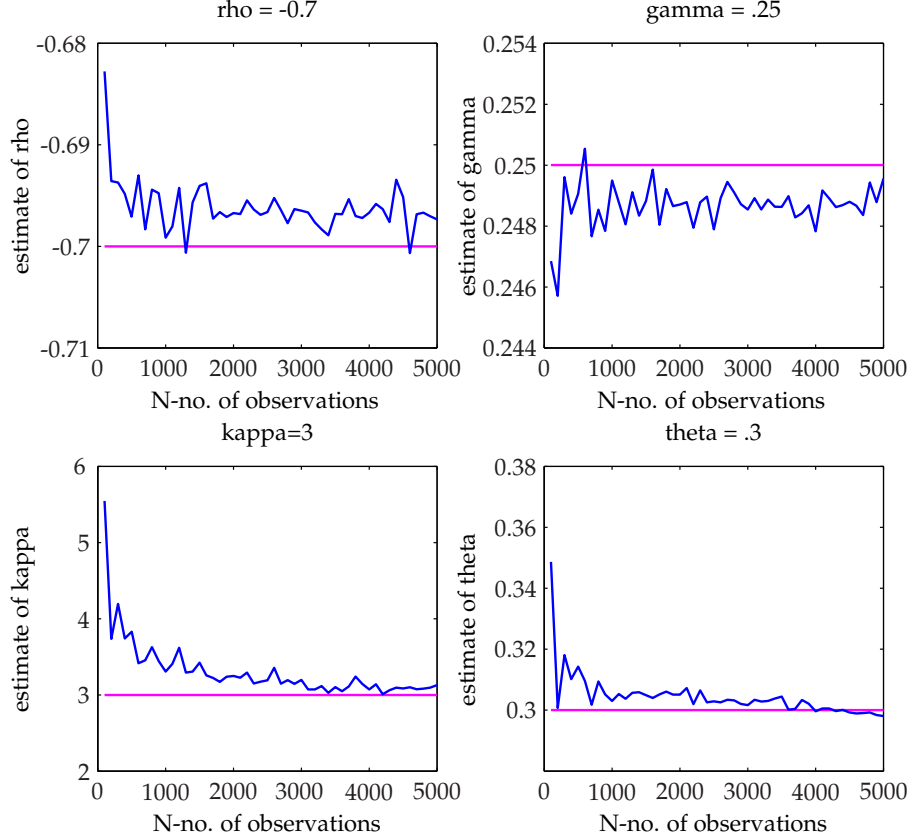 rho = -0.7
-0.68
-0.69
-0.7
-0.71
estimate of rho
0 1000 2000 3000 4000 5000
N-no. of observations
gamma = .25
0.254
0.252
0.25
0.248
0.246
0.244
estimate of gamma
0 1000 2000 3000 4000 5000
N-no. of observations
kappa=3
6
5
4
3
2
estimate of kappa
0 1000 2000 3000 4000 5000
N-no. of observations
theta = .3
0.38
0.36
0.34
0.32
0.3
estimate of theta
0 1000 2000 3000 4000 5000
N-no. of observations